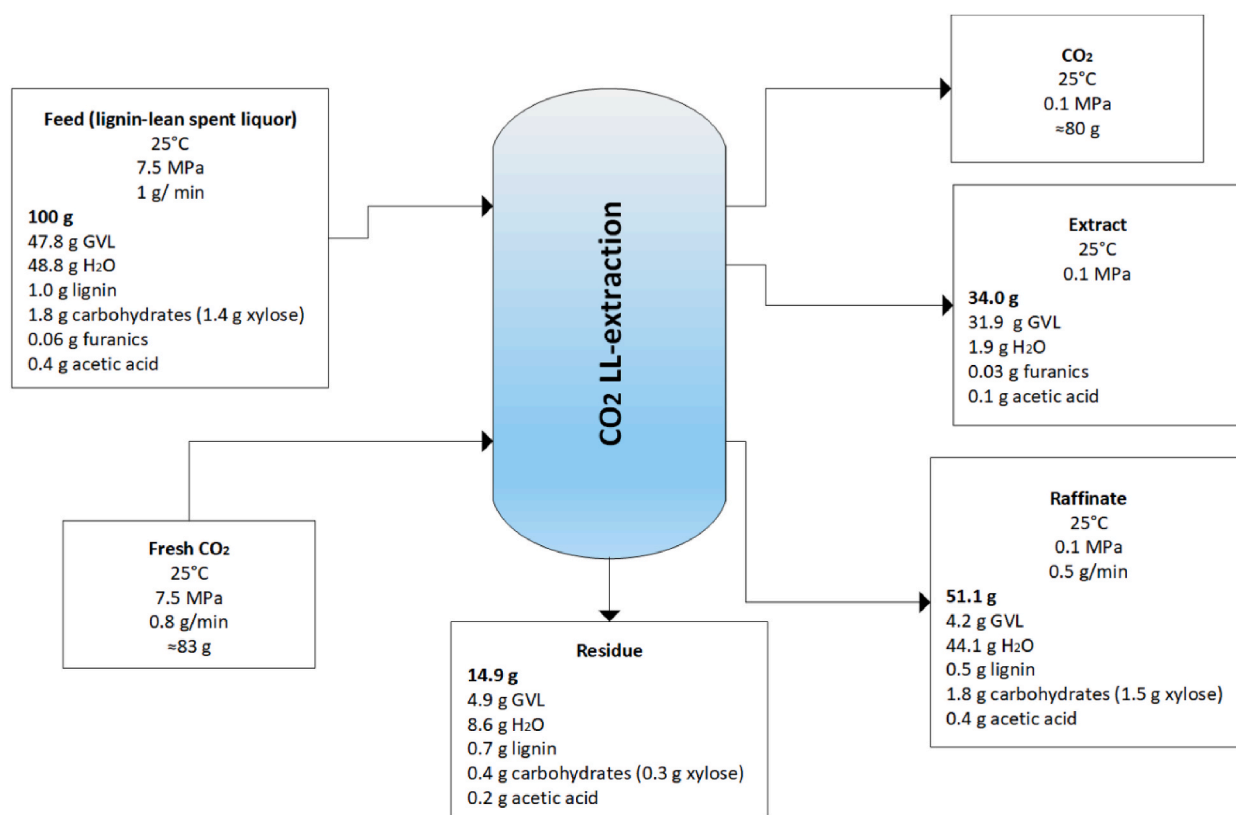 Feed (lignin-lean spent liquor)
25°C
7.5 MPa
1 g/ min
100 g
47.8 g GVL
48.8 g H₂O
1.0 g lignin
1.8 g carbohydrates (1.4 g xylose)
0.06 g furanics
0.4 g acetic acid
Fresh CO₂
25°C
7.5 MPa
0.8 g/min
≈83 g
CO₂ LL-extraction
CO₂
25°C
0.1 MPa
≈80 g
Extract
25°C
0.1 MPa
34.0 g
31.9 g GVL
1.9 g H₂O
0.03 g furanics
0.1 g acetic acid
Raffinate
25°C
0.1 MPa
0.5 g/min
51.1 g
4.2 g GVL
44.1 g H₂O
0.5 g lignin
1.8 g carbohydrates (1.5 g xylose)
0.4 g acetic acid
Residue
14.9 g
4.9 g GVL
8.6 g H₂O
0.7 g lignin
0.4 g carbohydrates (0.3 g xylose)
0.2 g acetic acid